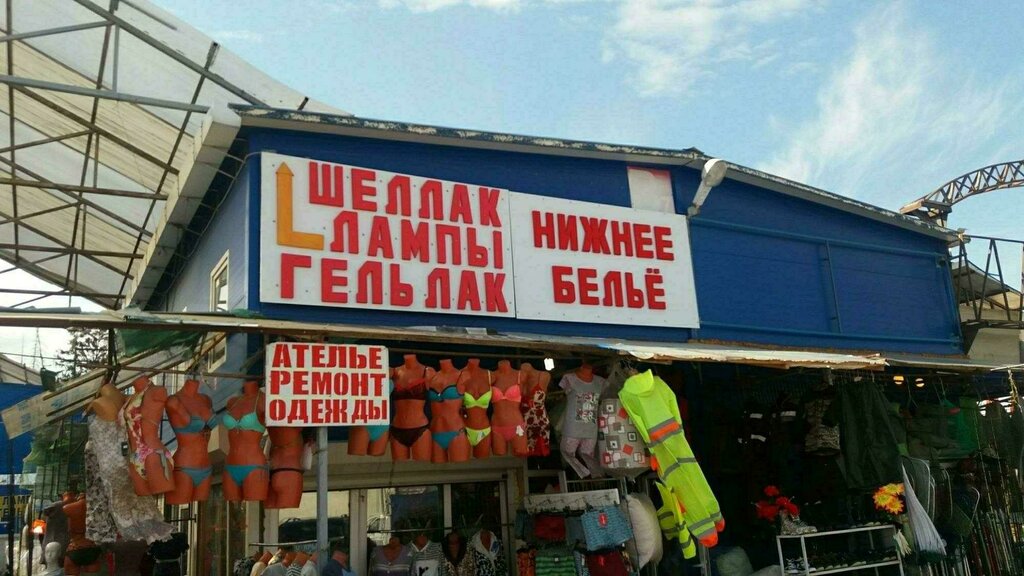 ШЕЛЛАК
ЛАМПЫ
ГЕЛЬ ЛАК
НИЖНЕЕ
БЕЛЬЁ
АТЕЛЬЕ
РЕМОНТ
ОДЕЖДЫ